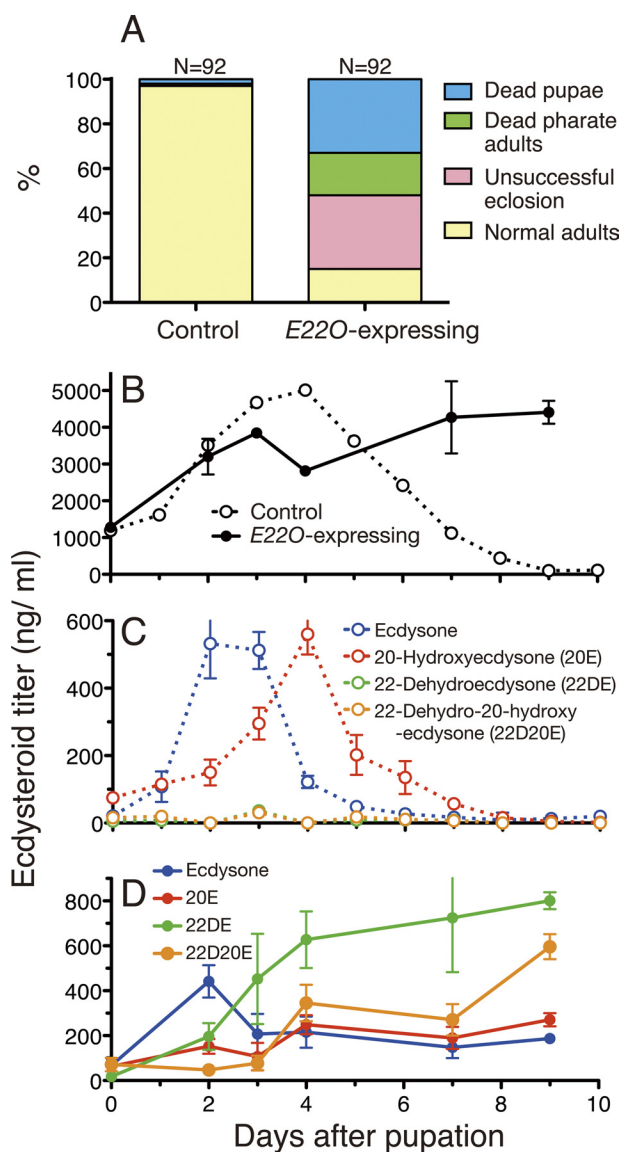 A
N=92 N=92
100
80
60
40
20
0
%
Control E22O-expressing
Dead pupae
Dead pharate
adults
Unsuccessful
eclosion
Normal adults
B
5000
4000
3000
2000
1000
0
Control
E22O-expressing
Ecdysteroid titer (ng/ ml)
C
600
400
200
0
Ecdysone
20-Hydroxyecdysone (20E)
22-Dehydroecdysone (22DE)
22-Dehydro-20-hydroxy
-ecdysone (22D20E)
D
800
600
400
200
0
Ecdysone
20E
22DE
22D20E
0 2 4 6 8 10
Days after pupation